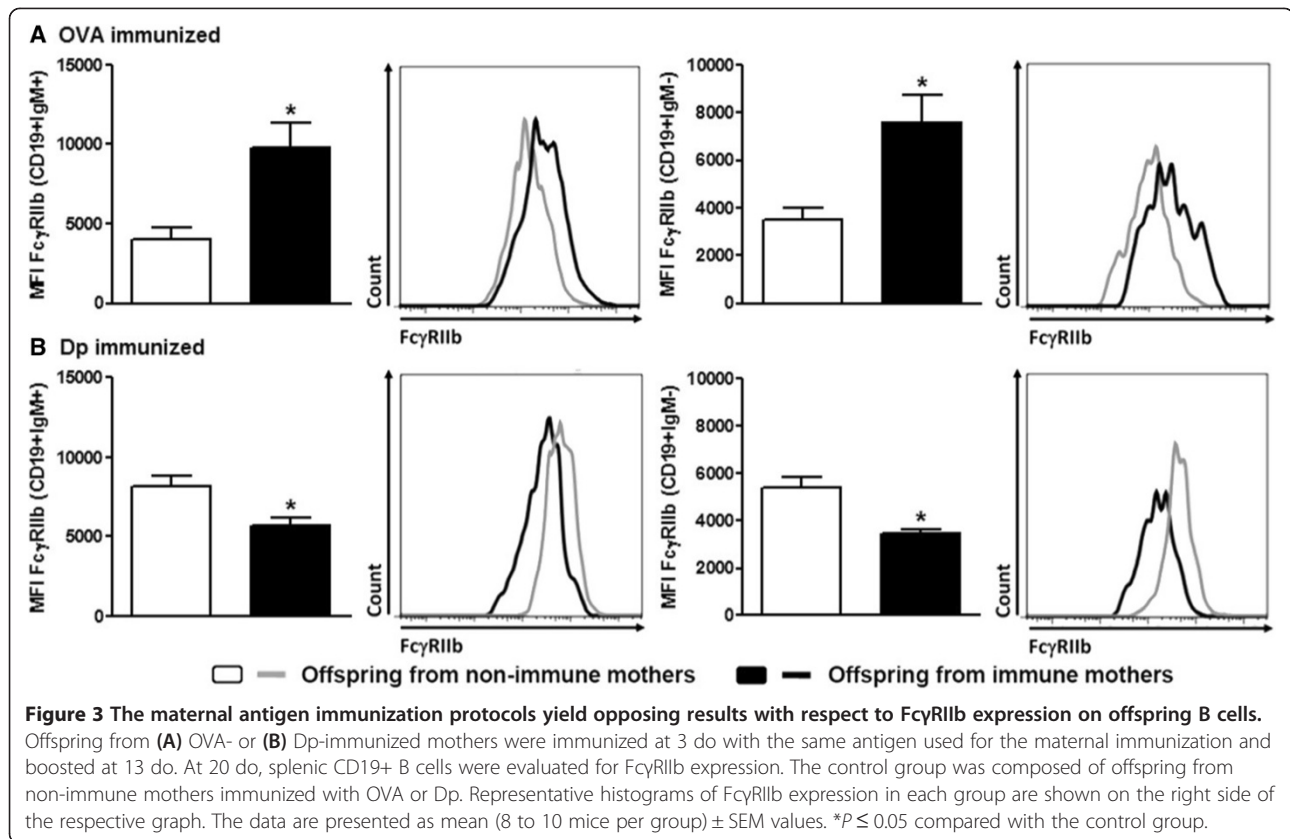 A OVA immunized
MFI FcγRIIb (CD19+IgM+)
15000
10000
5000
0
*
Count
FcγRIIb
MFI FcγRIIb (CD19+IgM-)
10000
8000
6000
4000
2000
0
*
Count
FcγRIIb
B Dp immunized
MFI FcγRIIb (CD19+IgM+)
15000
10000
5000
0
*
Count
FcγRIIb
MFI FcγRIIb (CD19+IgM-)
10000
8000
6000
4000
2000
0
*
Count
FcγRIIb
Offspring from non-immune mothers Offspring from immune mothers
Figure 3 The maternal antigen immunization protocols yield opposing results with respect to FcγRIIb expression on offspring B cells.
Offspring from (A) OVA- or (B) Dp-immunized mothers were immunized at 3 do with the same antigen used for the maternal immunization and
boosted at 13 do. At 20 do, splenic CD19+ B cells were evaluated for FcγRIIb expression. The control group was composed of offspring from
non-immune mothers immunized with OVA or Dp. Representative histograms of FcγRIIb expression in each group are shown on the right side of
the respective graph. The data are presented as mean (8 to 10 mice per group) ± SEM values. *P ≤ 0.05 compared with the control group.